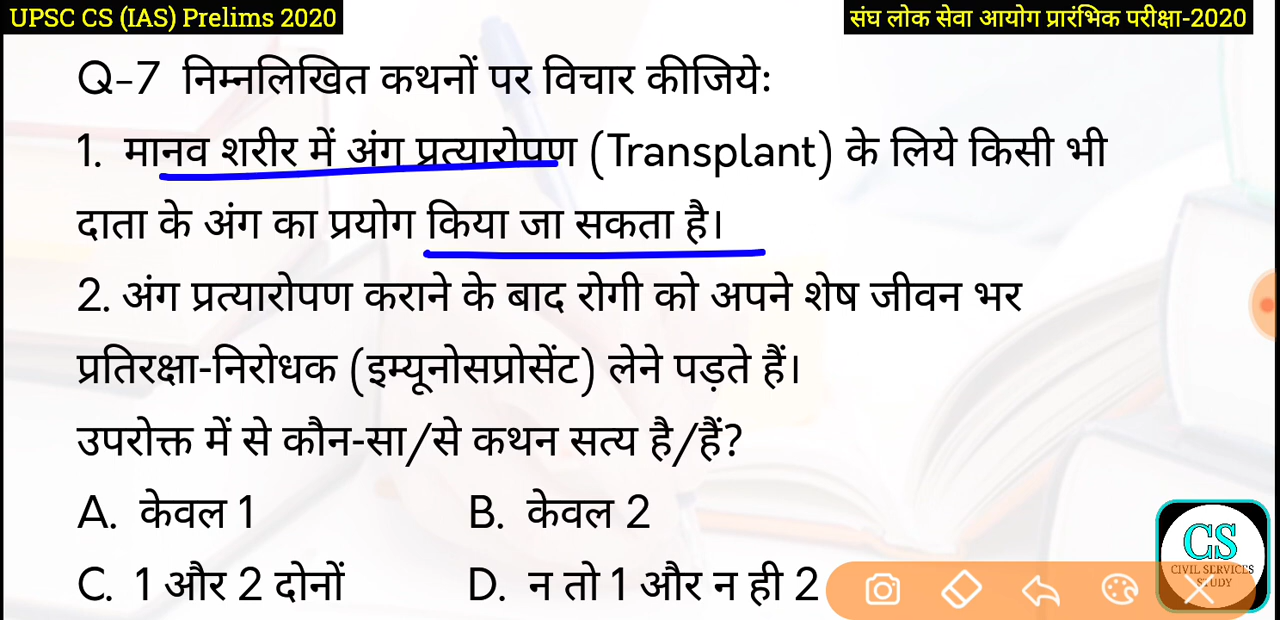 UPSC CS (IAS) Prelims 2020
संघ लोक सेवा आयोग प्रारंभिक परीक्षा-2020
Q-7 निम्नलिखित कथनों पर विचार कीजिये:
1. मानव शरीर में अंग प्रत्यारोपण (Transplant) के लिये किसी भी
दाता के अंग का प्रयोग किया जा सकता है।
2. अंग प्रत्यारोपण कराने के बाद रोगी को अपने शेष जीवन भर
प्रतिरक्षा-निरोधक (इम्यूनोसप्रोसेंट) लेने पड़ते हैं।
उपरोक्त में से कौन-सा/से कथन सत्य है/हैं?
A. केवल 1 B. केवल 2
C. 1 और 2 दोनों D. न तो 1 और न ही 2
CS
CIVIL SERVICES
STUDY